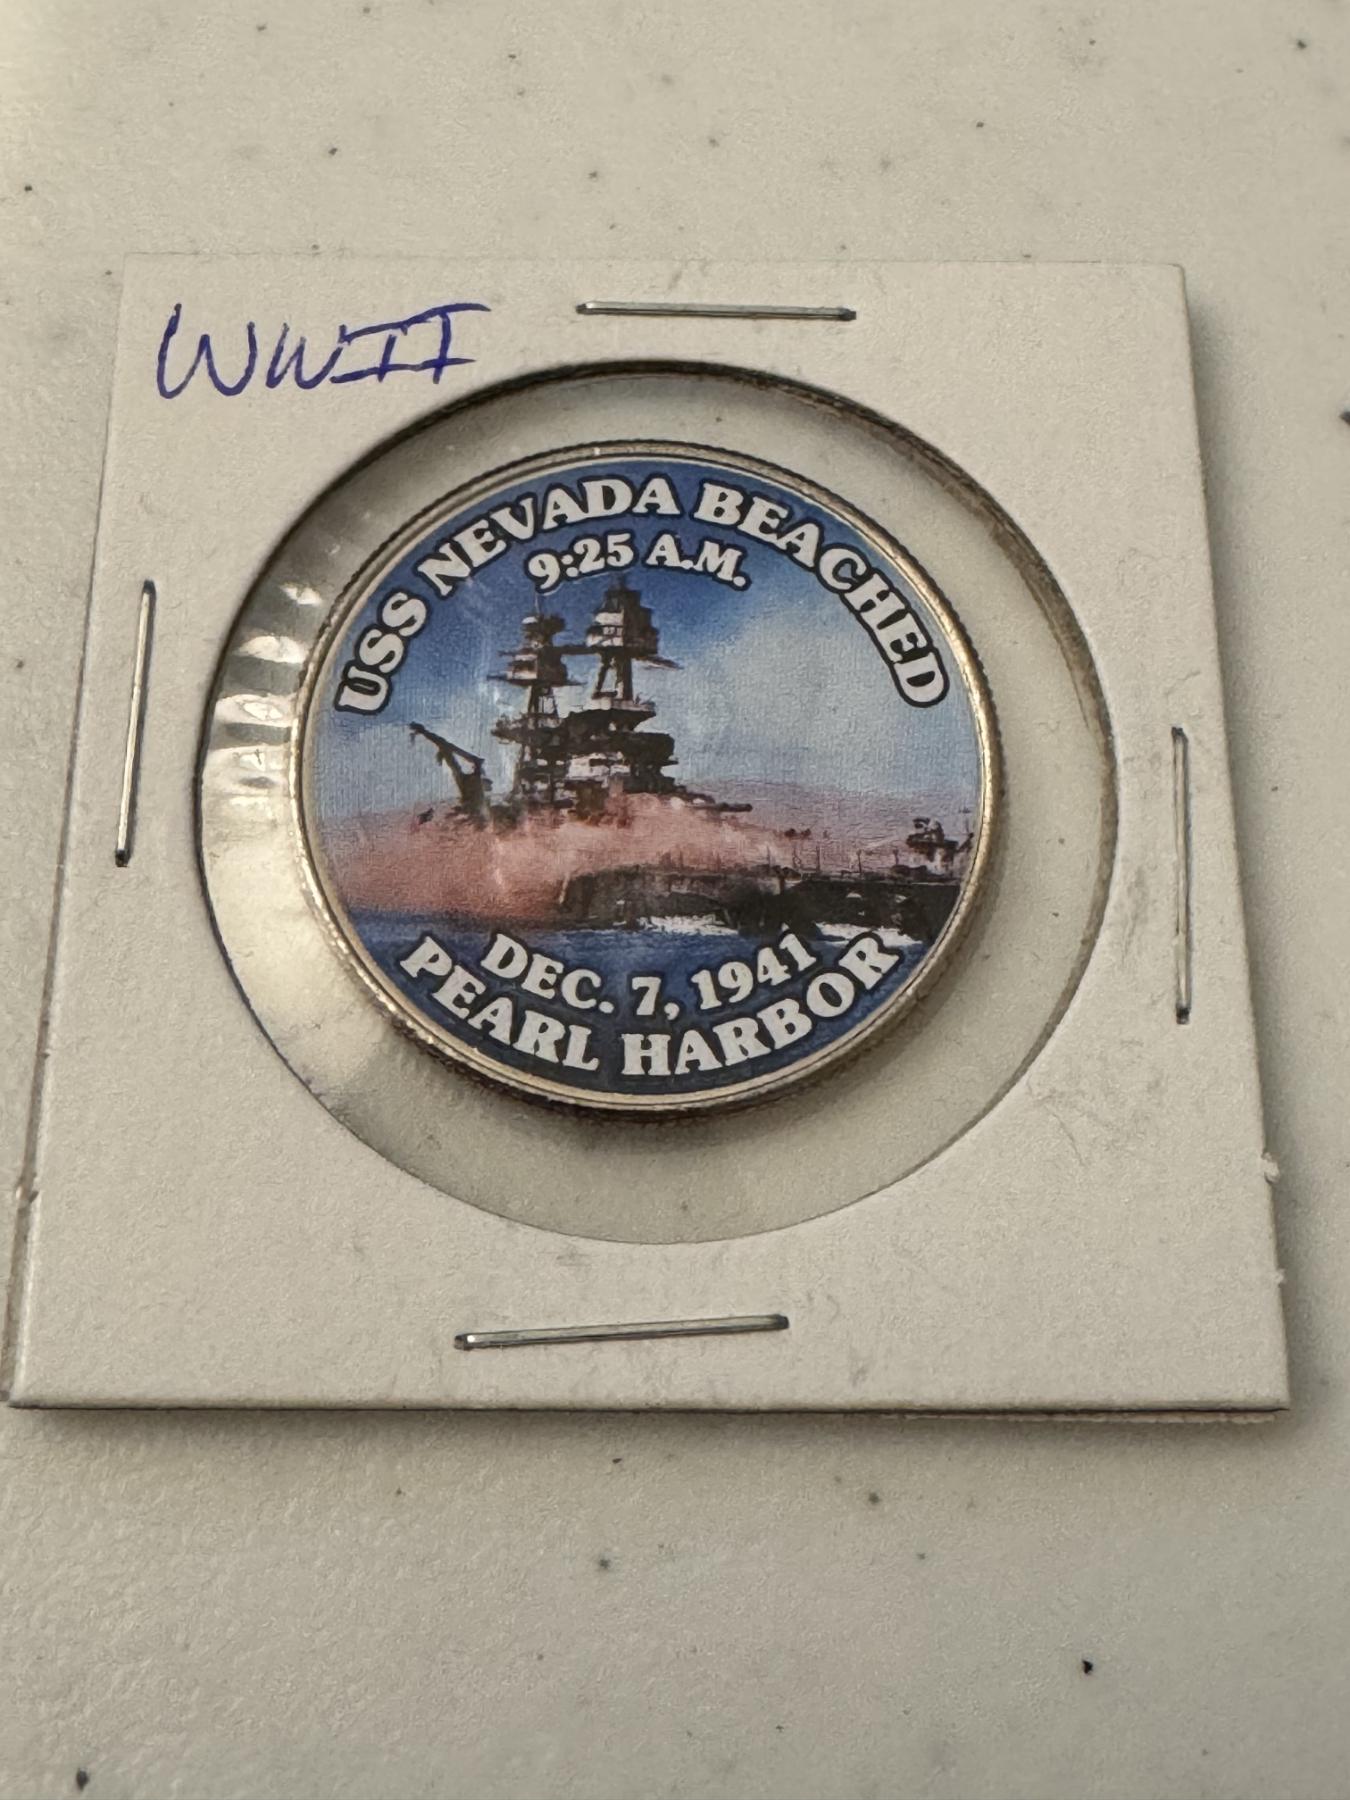 WWII
USS NEVADA BEACHED
9:25 A.M.
DEC. 7, 1941
PEARL HARBOR